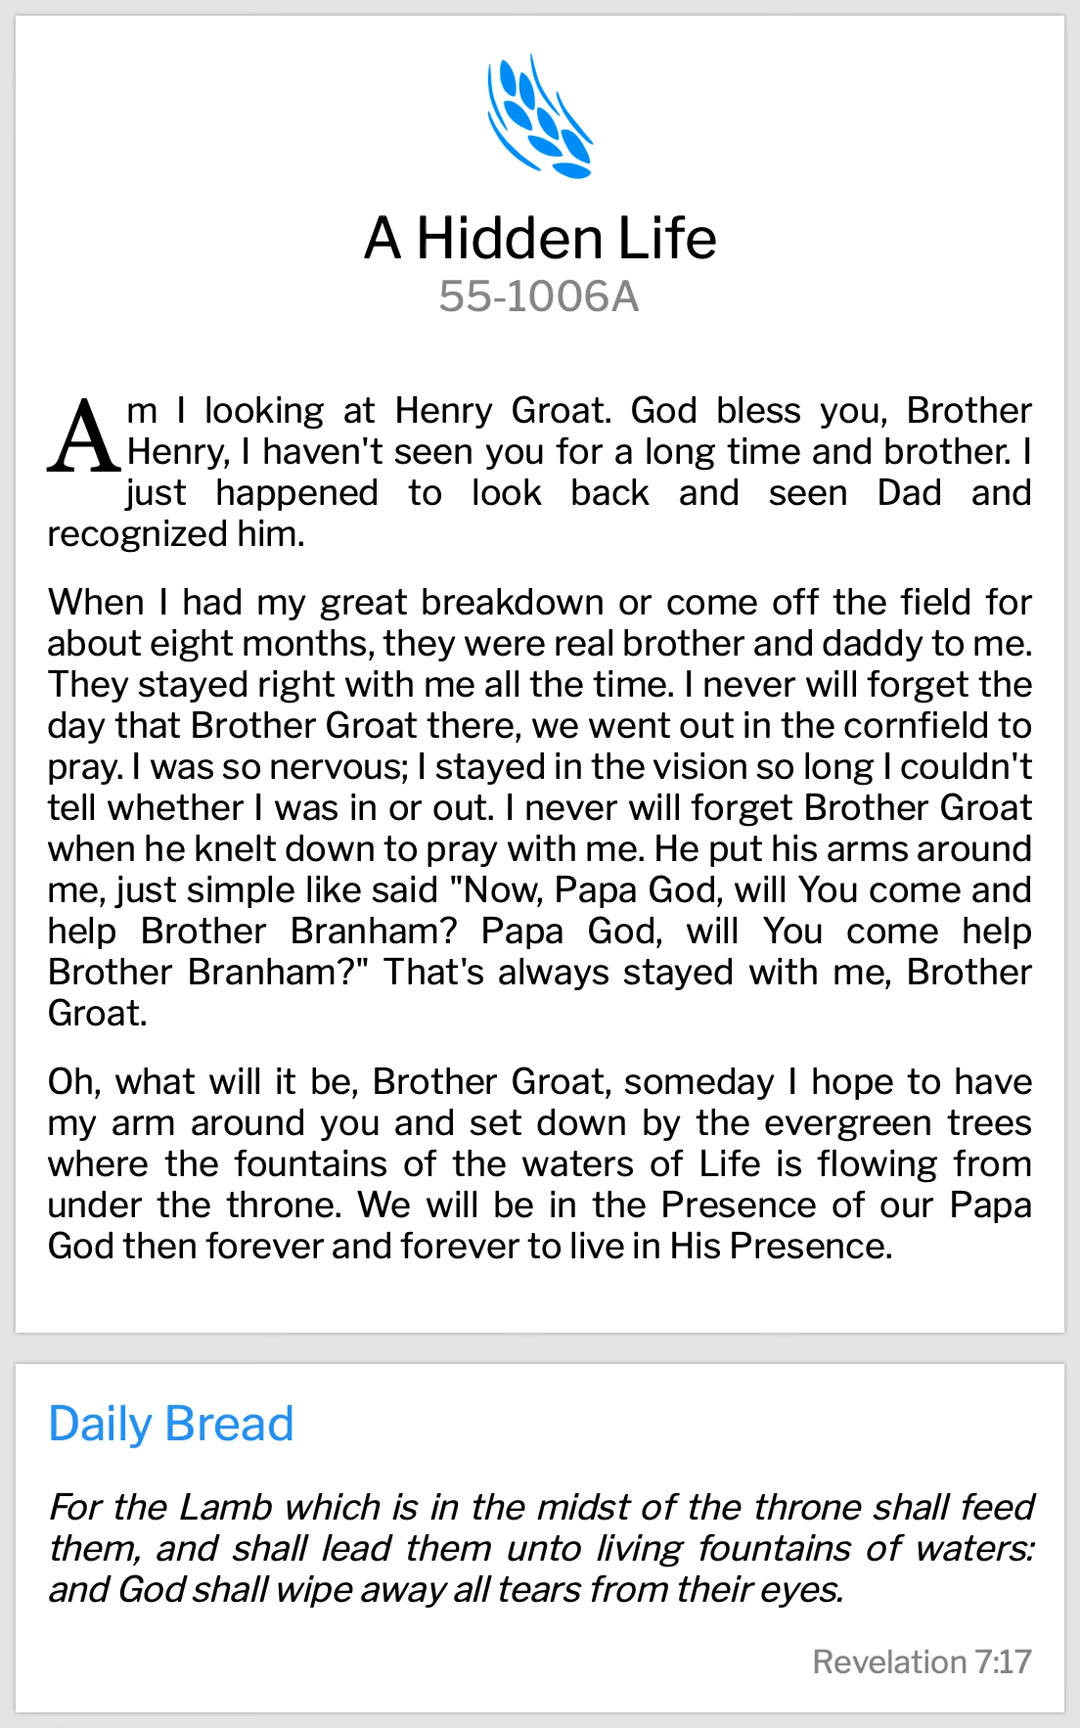 A Hidden Life
55-1006A
Am I looking at Henry Groat. God bless you, Brother
Henry, I haven't seen you for a long time and brother. I
just happened to look back and seen Dad and
recognized him.
When I had my great breakdown or come off the field for
about eight months, they were real brother and daddy to me.
They stayed right with me all the time. I never will forget the
day that Brother Groat there, we went out in the cornfield to
pray. I was so nervous; I stayed in the vision so long I couldn't
tell whether I was in or out. I never will forget Brother Groat
when he knelt down to pray with me. He put his arms around
me, just simple like said "Now, Papa God, will You come and
help Brother Branham? Papa God, will You come help
Brother Branham?" That's always stayed with me, Brother
Groat.
Oh, what will it be, Brother Groat, someday I hope to have
my arm around you and set down by the evergreen trees
where the fountains of the waters of Life is flowing from
under the throne. We will be in the Presence of our Papa
God then forever and forever to live in His Presence.
Daily Bread
For the Lamb which is in the midst of the throne shall feed
them, and shall lead them unto living fountains of waters:
and God shall wipe away all tears from their eyes.
Revelation 7:17